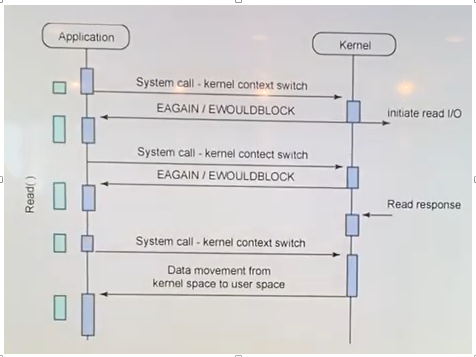 Application
Kernel
System call - kernel context switch
EAGAIN / EWOULDBLOCK
initiate read I/O
System call - kernel contect switch
EAGAIN / EWOULDBLOCK
Read( )
Read response
System call - kernel context switch
Data movement from
kernel space to user space